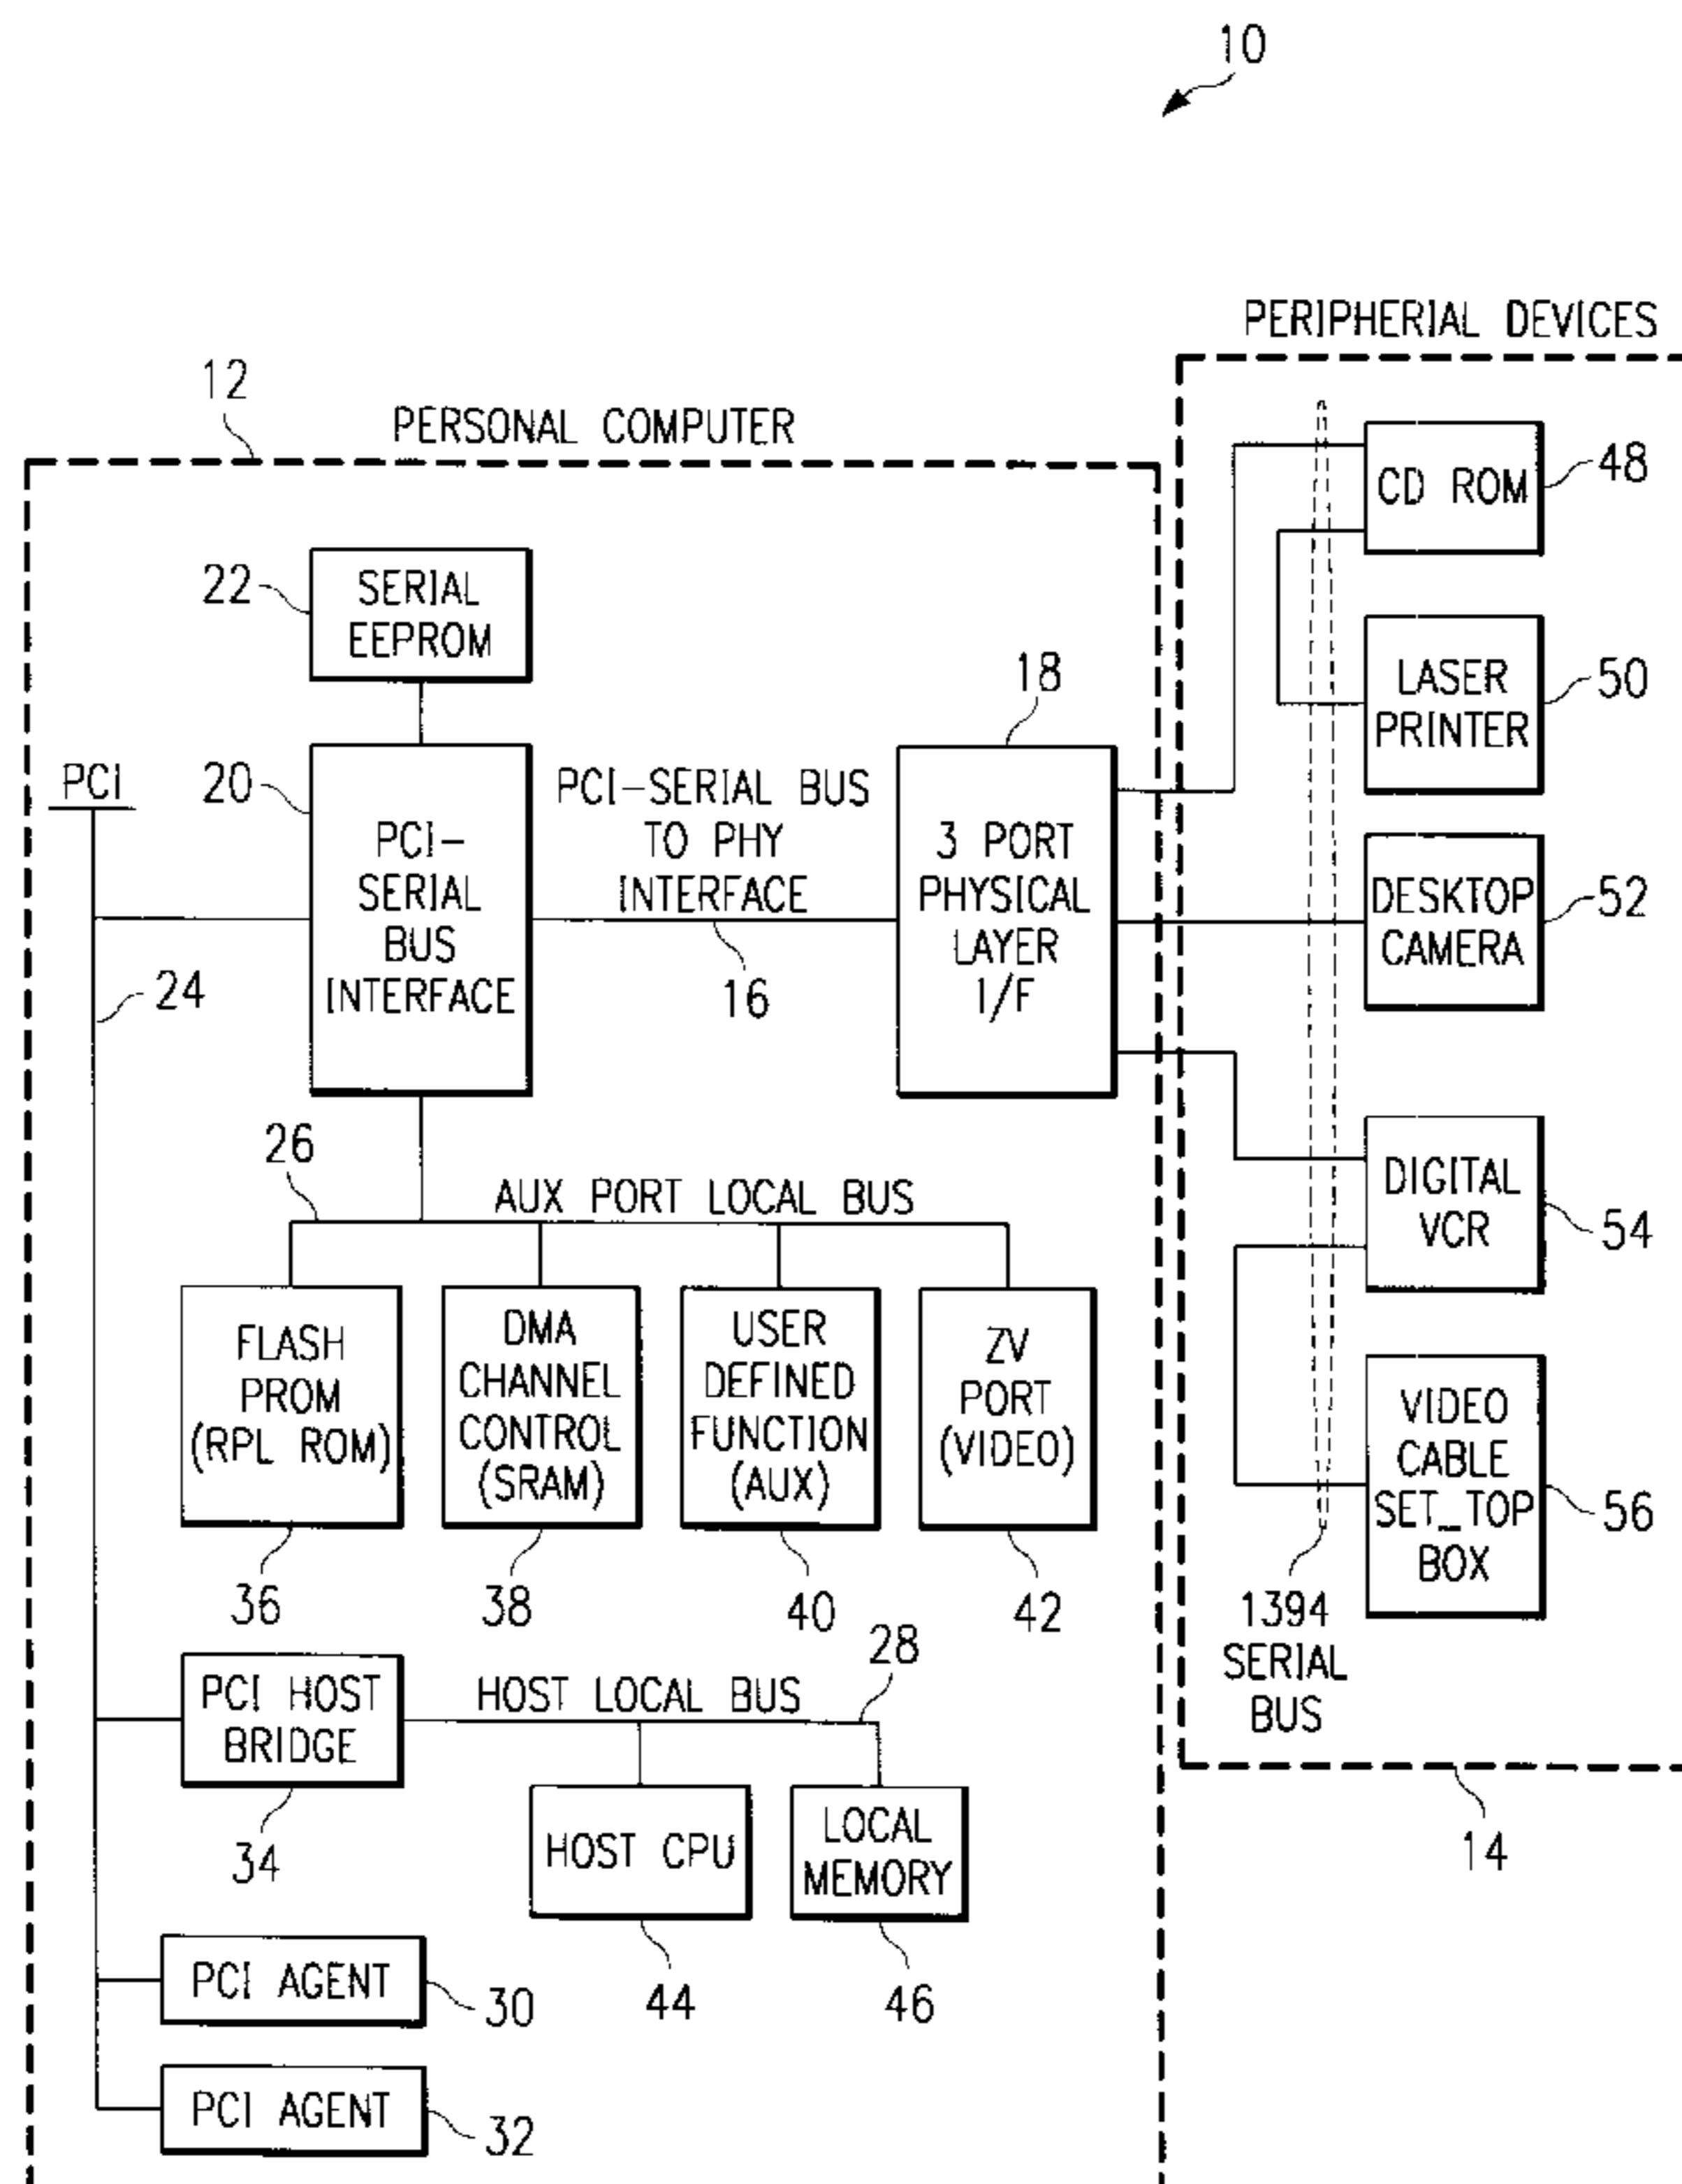 10
PERIPHERIAL DEVICES
12
PERSONAL COMPUTER
CD ROM
48
22
SERIAL
EEPROM
LASER
PRINTER
50
18
PCI
20
PCI-
SERIAL
BUS
INTERFACE
PCI-SERIAL BUS
TO PHY
INTERFACE
16
3 PORT
PHYSICAL
LAYER
1/F
DESKTOP
CAMERA
52
24
26
AUX PORT LOCAL BUS
DIGITAL
VCR
54
FLASH
PROM
(RPL ROM)
DMA
CHANNEL
CONTROL
(SRAM)
USER
DEFINED
FUNCTION
(AUX)
ZV
PORT
(VIDEO)
VIDEO
CABLE
SET_TOP
BOX
56
36
38
40
42
1394
SERIAL
BUS
28
PCI HOST
BRIDGE
HOST LOCAL BUS
34
HOST CPU
LOCAL
MEMORY
14
44
46
PCI AGENT
30
PCI AGENT
32